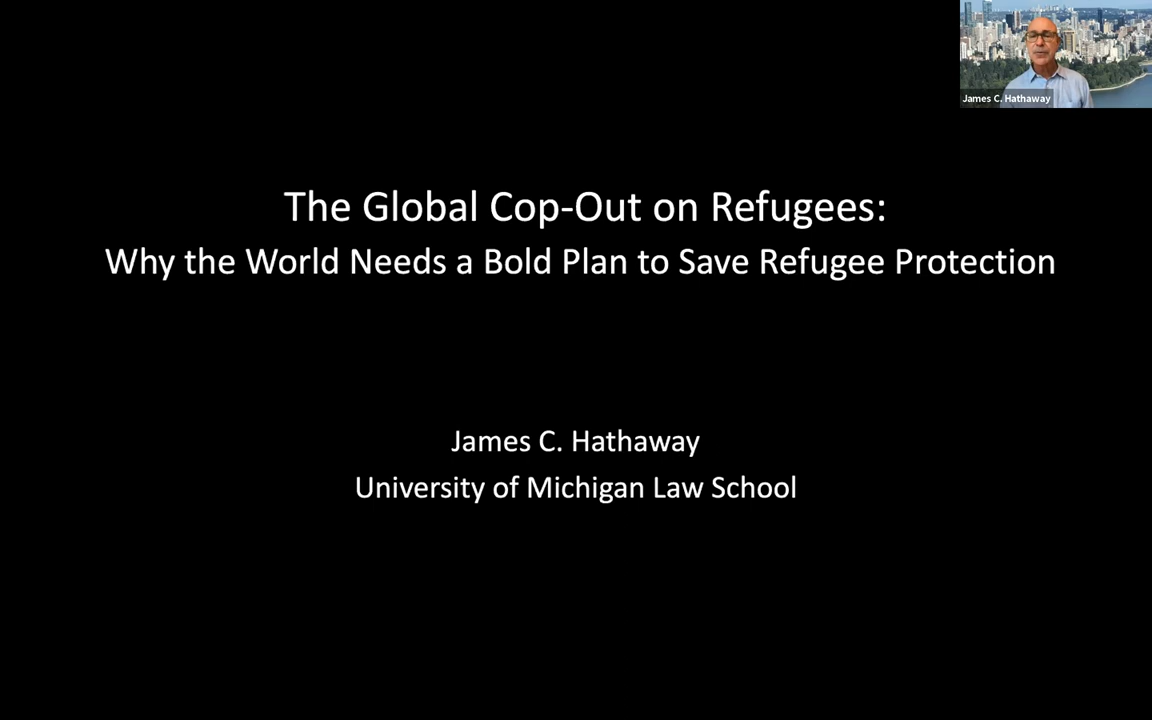 James C. Hathaway
The Global Cop-Out on Refugees:
Why the World Needs a Bold Plan to Save Refugee Protection
James C. Hathaway
University of Michigan Law School